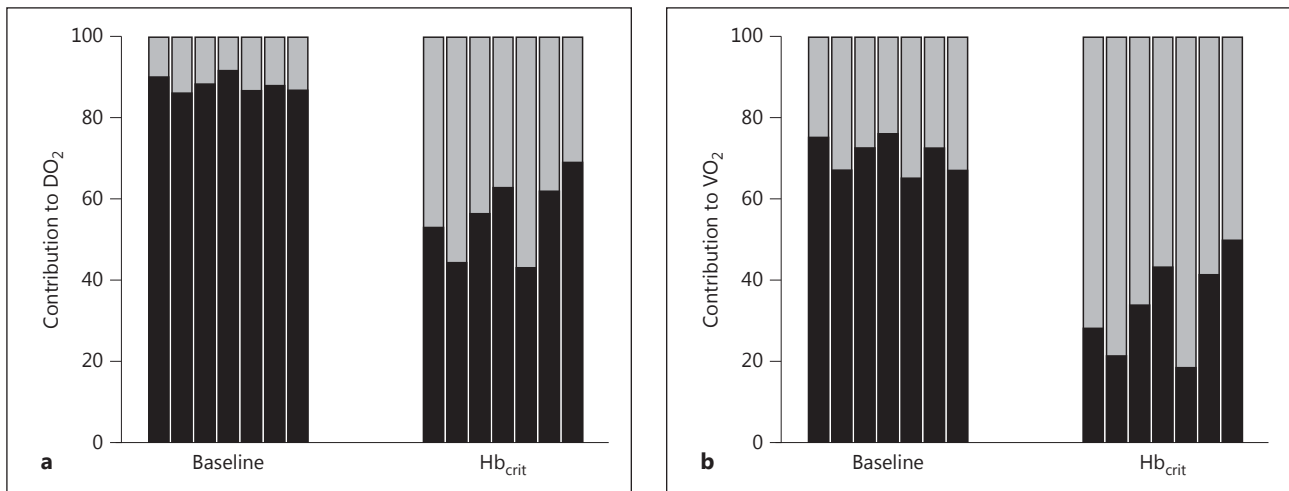 100
80
60
40
20
0
Contribution to DO₂
Baseline
Hbcrit
a
100
80
60
40
20
0
Contribution to VO₂
Baseline
Hbcrit
b